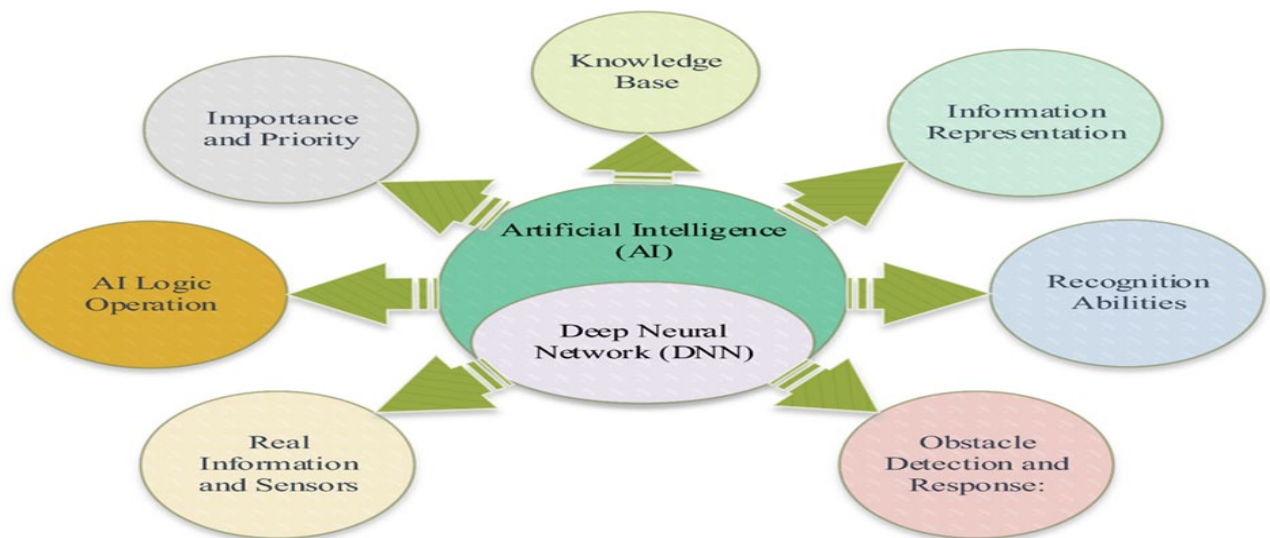 Knowledge
Base
Importance
and Priority
Information
Representation
Artificial Intelligence
(AI)
AI Logic
Operation
Recognition
Abilities
Deep Neural
Network (DNN)
Real
Information
and Sensors
Obstacle
Detection and
Response: